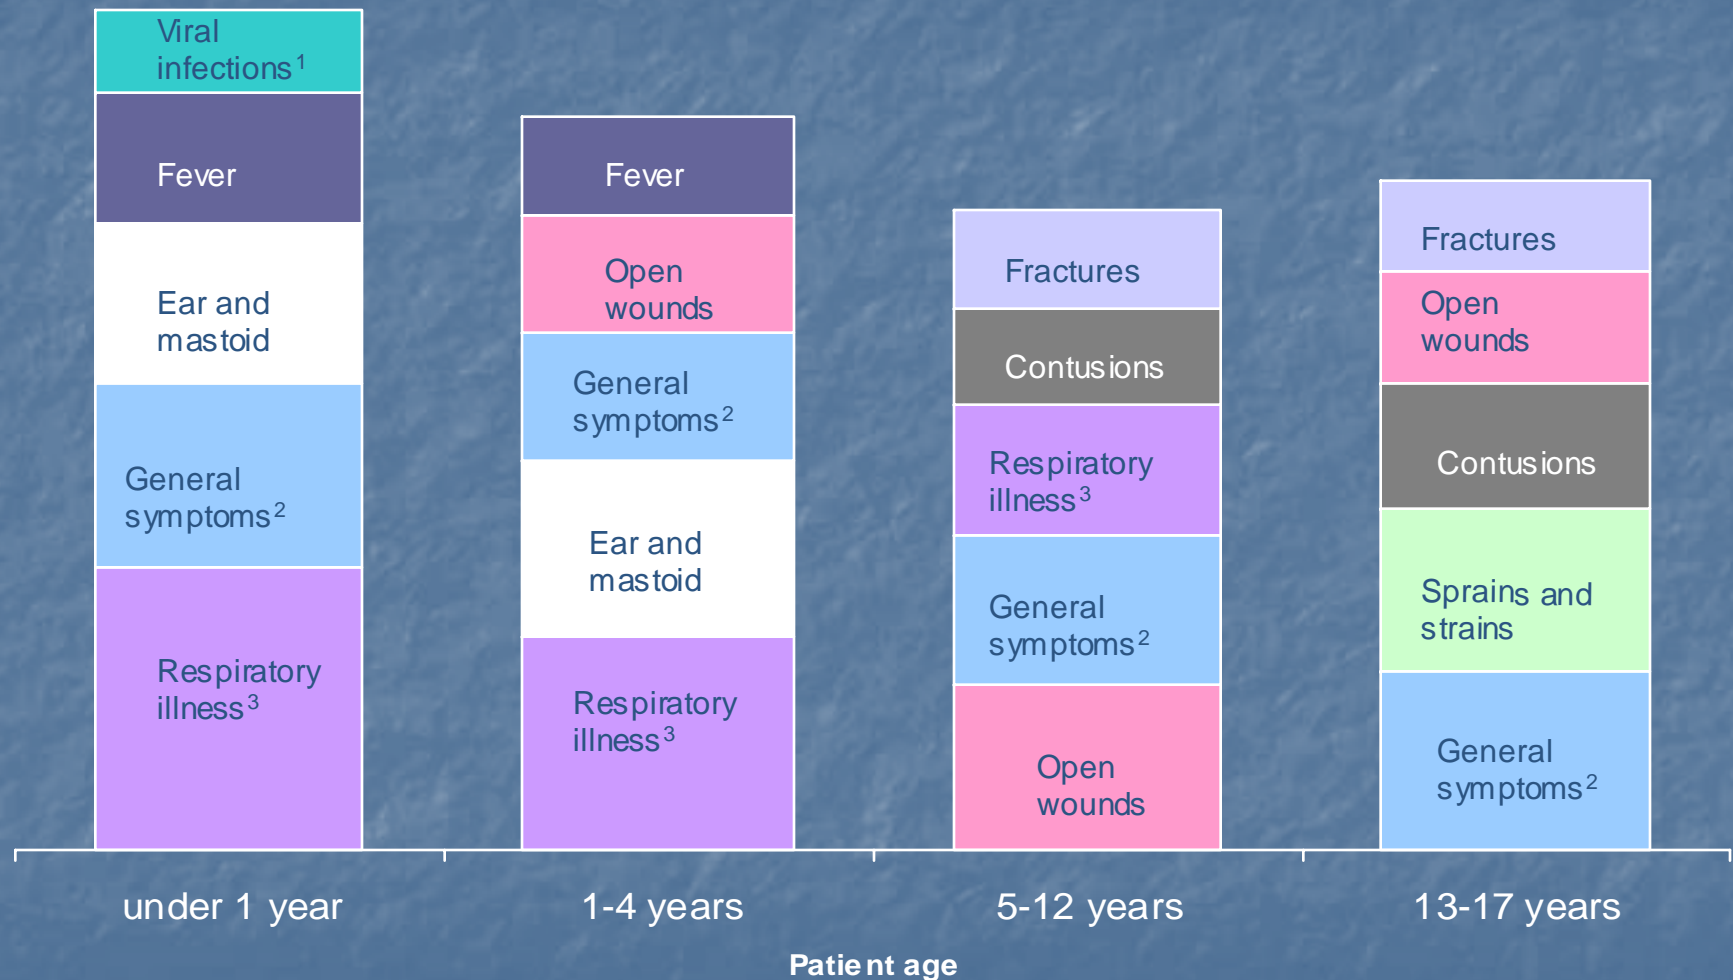 Viral
infections¹
Fever
Ear and
mastoid
General
symptoms²
Respiratory
illness³
Fever
Open
wounds
General
symptoms²
Ear and
mastoid
Respiratory
illness³
Fractures
Contusions
Respiratory
illness³
General
symptoms²
Open
wounds
Fractures
Open
wounds
Contusions
Sprains and
strains
General
symptoms²
under 1 year
1-4 years
5-12 years
13-17 years
Patient age